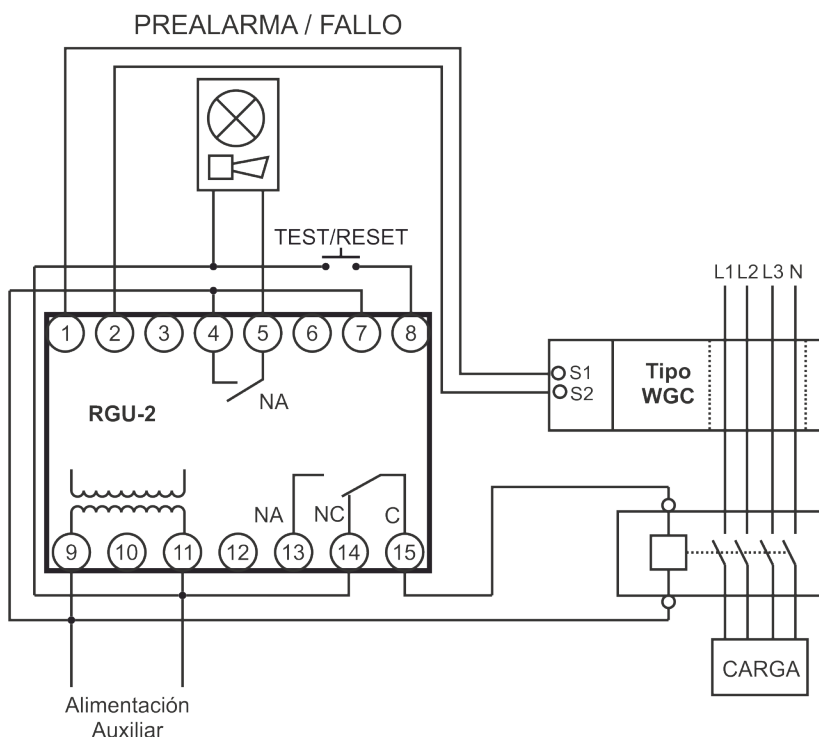 PREALARMA / FALLO
TEST/RESET
L1 L2 L3 N
1 2 3 4 5 6 7 8
S1
S2
Tipo
WGC
NA
RGU-2
NA NC C
9 10 11 12 13 14 15
CARGA
Alimentación
Auxiliar